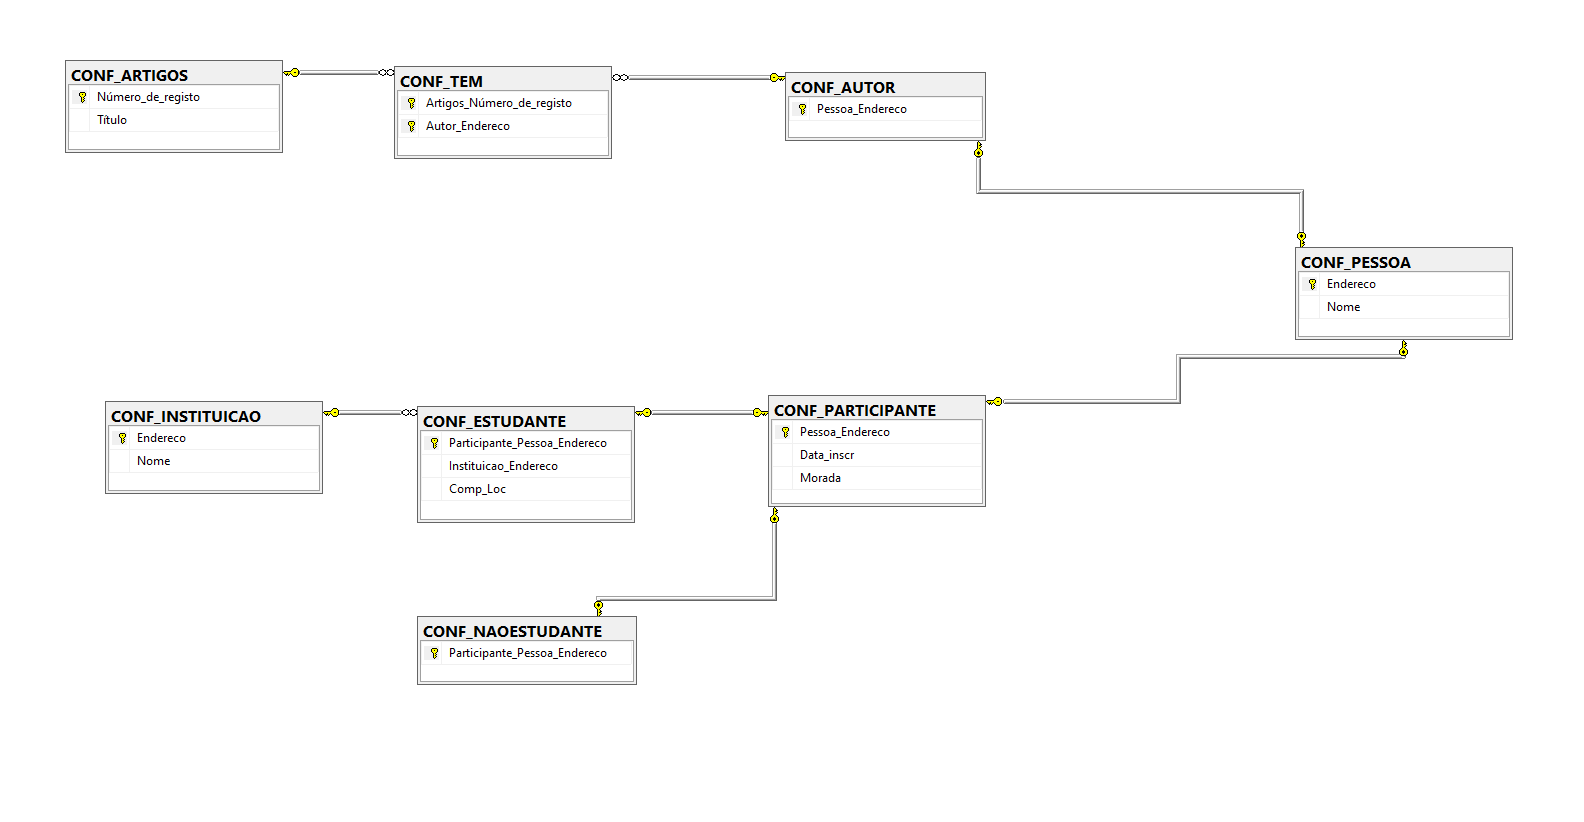 CONF_ARTIGOS
Número_de_registo
Título
CONF_TEM
Artigos_Número_de_registo
Autor_Endereco
CONF_AUTOR
Pessoa_Endereco
CONF_PESSOA
Endereco
Nome
CONF_INSTITUICAO
Endereco
Nome
CONF_ESTUDANTE
Participante_Pessoa_Endereco
Instituicao_Endereco
Comp_Loc
CONF_PARTICIPANTE
Pessoa_Endereco
Data_inscr
Morada
CONF_NAOESTUDANTE
Participante_Pessoa_Endereco